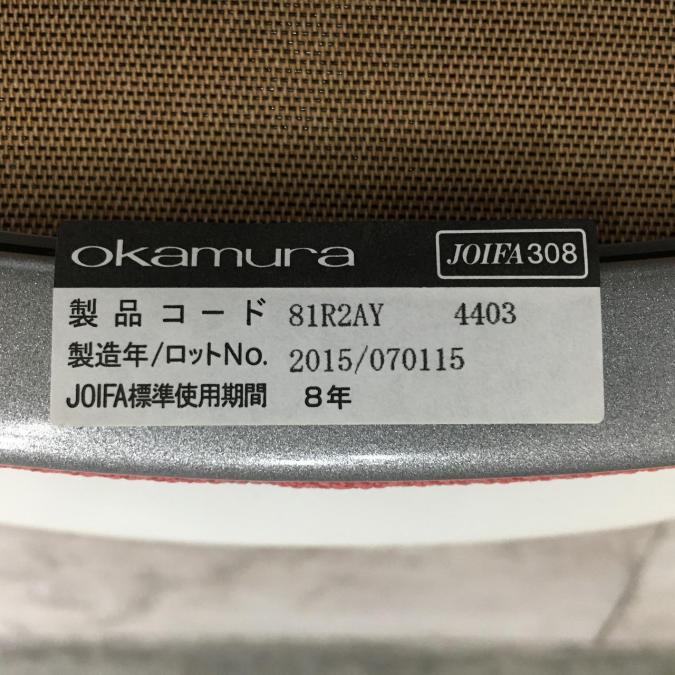 okamura JOIFA308
製品コード 81R2AY 4403
製造年/ロットNo. 2015/070115
JOIFA標準使用期間 8年